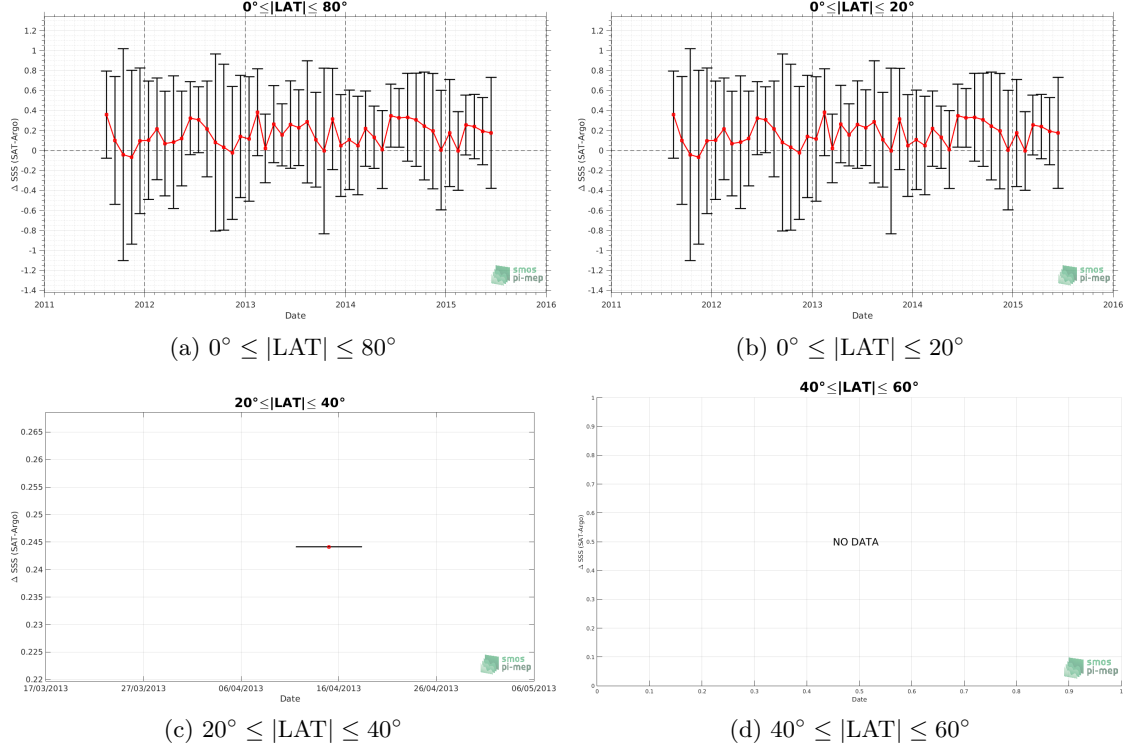 0°≤|LAT|≤ 80°
Δ SSS (SAT-Argo)
1.2
1
0.8
0.6
0.4
0.2
0
-0.2
-0.4
-0.6
-0.8
-1
-1.2
-1.4
2011 2012 2013 2014 2015 2016
Date
smos
pi-mep
(a) 0° ≤ |LAT| ≤ 80°
0°≤|LAT|≤ 20°
Δ SSS (SAT-Argo)
1.2
1
0.8
0.6
0.4
0.2
0
-0.2
-0.4
-0.6
-0.8
-1
-1.2
-1.4
2011 2012 2013 2014 2015 2016
Date
smos
pi-mep
(b) 0° ≤ |LAT| ≤ 20°
20°≤|LAT|≤ 40°
Δ SSS (SAT-Argo)
0.265
0.26
0.255
0.25
0.245
0.24
0.235
0.23
0.225
0.22
17/03/2013 27/03/2013 06/04/2013 16/04/2013 26/04/2013 06/05/2013
Date
smos
pi-mep
(c) 20° ≤ |LAT| ≤ 40°
40°≤|LAT|≤ 60°
Δ SSS (SAT-Argo)
1
0.9
0.8
0.7
0.6
0.5
0.4
0.3
0.2
0.1
0
NO DATA
0 0.1 0.2 0.3 0.4 0.5 0.6 0.7 0.8 0.9 1
Date
smos
pi-mep
(d) 40° ≤ |LAT| ≤ 60°